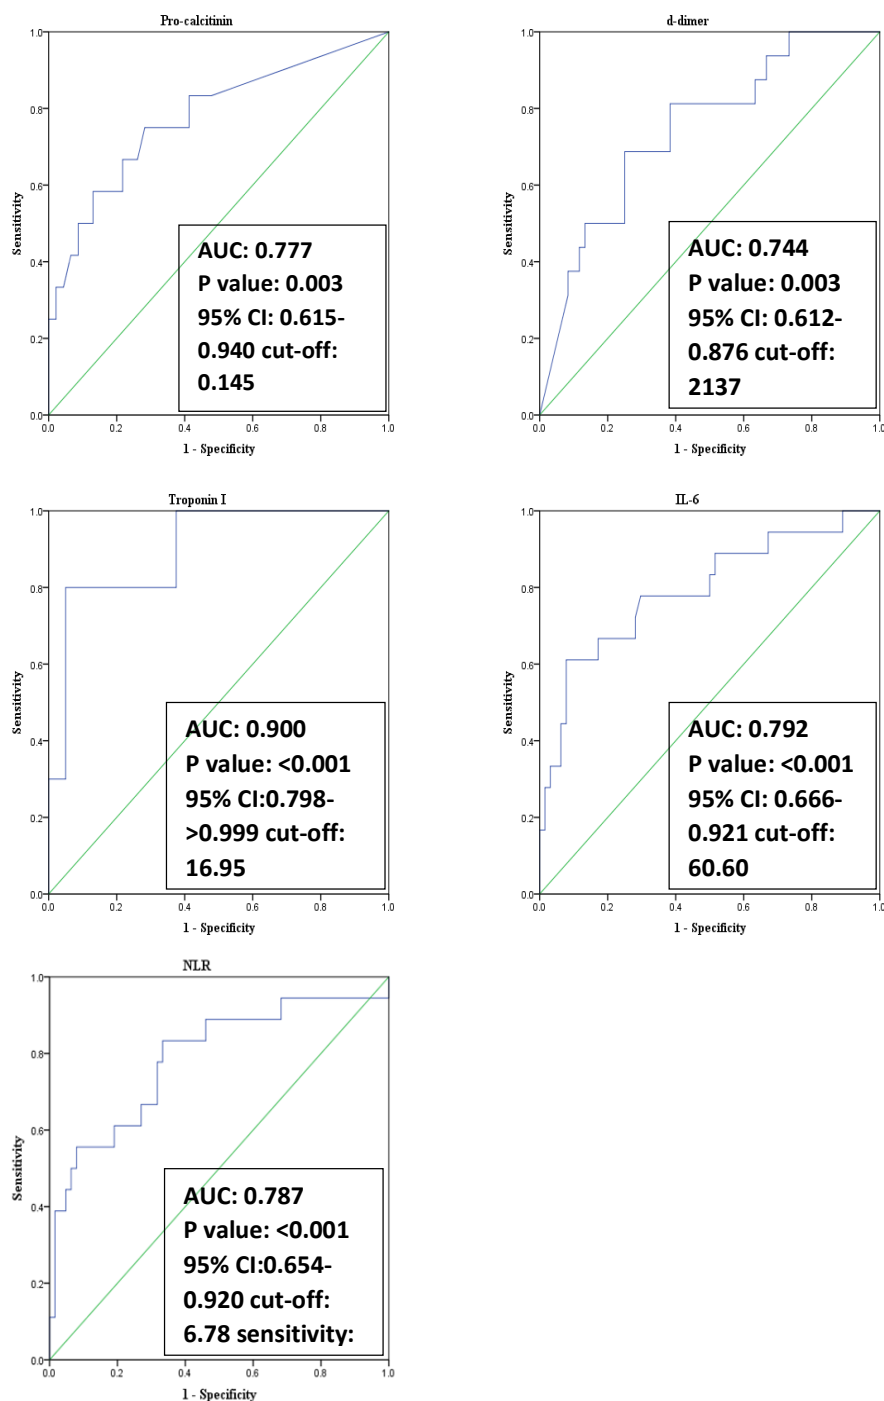 Pro-calcitinin
1.0
0.8
0.6
0.4
0.2
0.0
Sensitivity
AUC: 0.777
P value: 0.003
95% CI: 0.615-
0.940 cut-off:
0.145
0.0 0.2 0.4 0.6 0.8 1.0
1 - Specificity
d-dimer
1.0
0.8
0.6
0.4
0.2
0.0
Sensitivity
AUC: 0.744
P value: 0.003
95% CI: 0.612-
0.876 cut-off:
2137
0.0 0.2 0.4 0.6 0.8 1.0
1 - Specificity
Troponin I
1.0
0.8
0.6
0.4
0.2
0.0
Sensitivity
AUC: 0.900
P value: <0.001
95% CI:0.798-
>0.999 cut-off:
16.95
0.0 0.2 0.4 0.6 0.8 1.0
1 - Specificity
IL-6
1.0
0.8
0.6
0.4
0.2
0.0
Sensitivity
AUC: 0.792
P value: <0.001
95% CI: 0.666-
0.921 cut-off:
60.60
0.0 0.2 0.4 0.6 0.8 1.0
1 - Specificity
NLR
1.0
0.8
0.6
0.4
0.2
0.0
Sensitivity
AUC: 0.787
P value: <0.001
95% CI:0.654-
0.920 cut-off:
6.78 sensitivity:
0.0 0.2 0.4 0.6 0.8 1.0
1 - Specificity